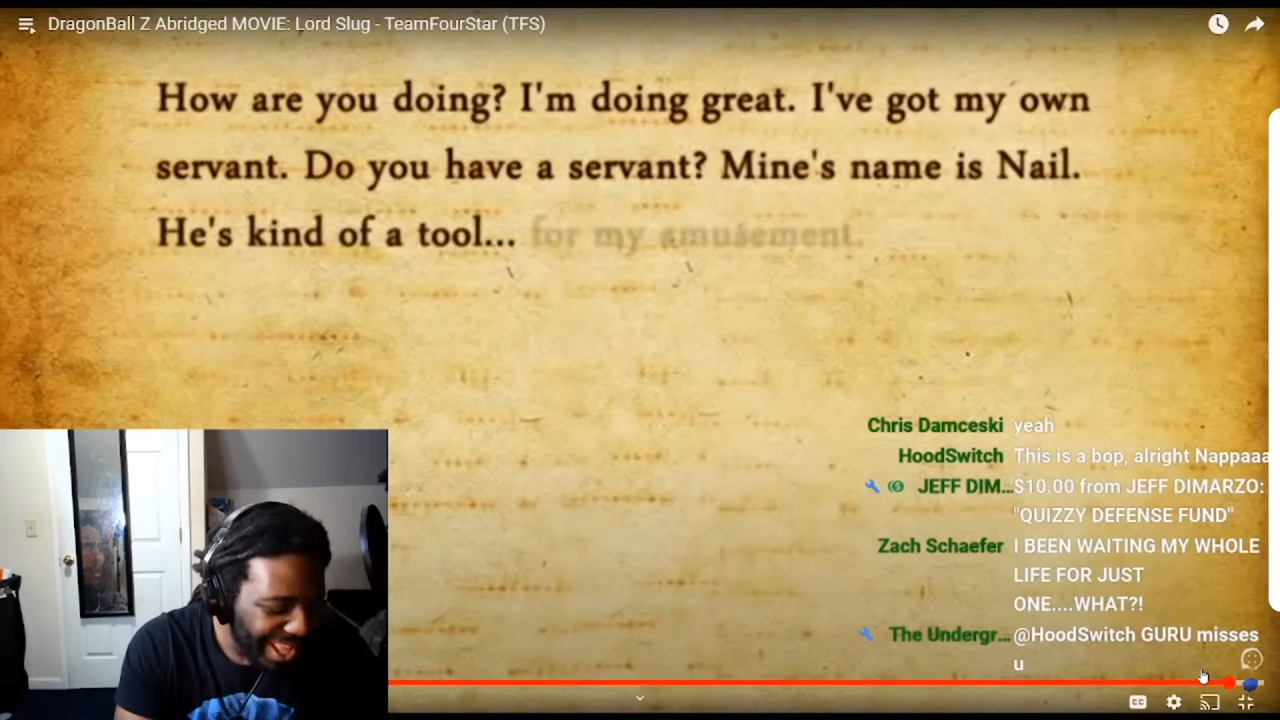 DragonBall Z Abridged MOVIE: Lord Slug - TeamFourStar (TFS)
How are you doing? I'm doing great. I've got my own
servant. Do you have a servant? Mine's name is Nail.
He's kind of a tool... for my amusement.
Chris Damceski yeah
HoodSwitch This is a bop, alright Nappaaa
JEFF DIM... $10.00 from JEFF DIMARZO:
"QUIZZY DEFENSE FUND"
Zach Schaefer I BEEN WAITING MY WHOLE
LIFE FOR JUST
ONE....WHAT?!
The Undergr... @HoodSwitch GURU misses
u
CC